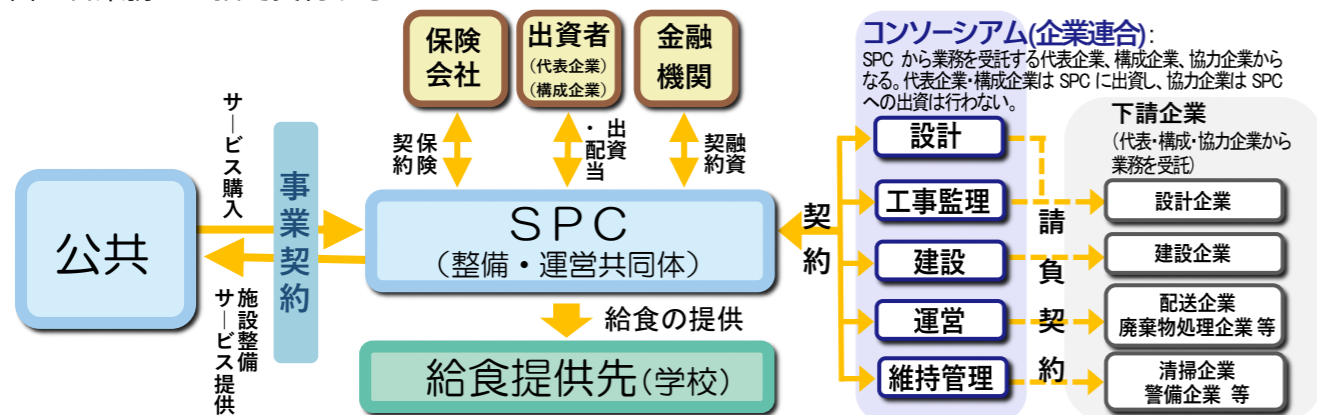 保険
会社
出資者
(代表企業)
(構成企業)
金融
機関
コンソーシアム(企業連合):
SPC から業務を受託する代表企業、構成企業、協力企業から
なる。代表企業・構成企業は SPC に出資し、協力企業は SPC
への出資は行わない。
下請企業
(代表・構成・協力企業から
業務を受託)
サービス購入
事業契約
保険
契約
出資
・配当
融資
契約
公共
SPC
(整備・運営共同体)
施設整備
サービス提供
給食の提供
給食提供先(学校)
契約
設計
工事監理
建設
運営
維持管理
請負契約
設計企業
建設企業
配送企業
廃棄物処理企業 等
清掃企業
警備企業 等